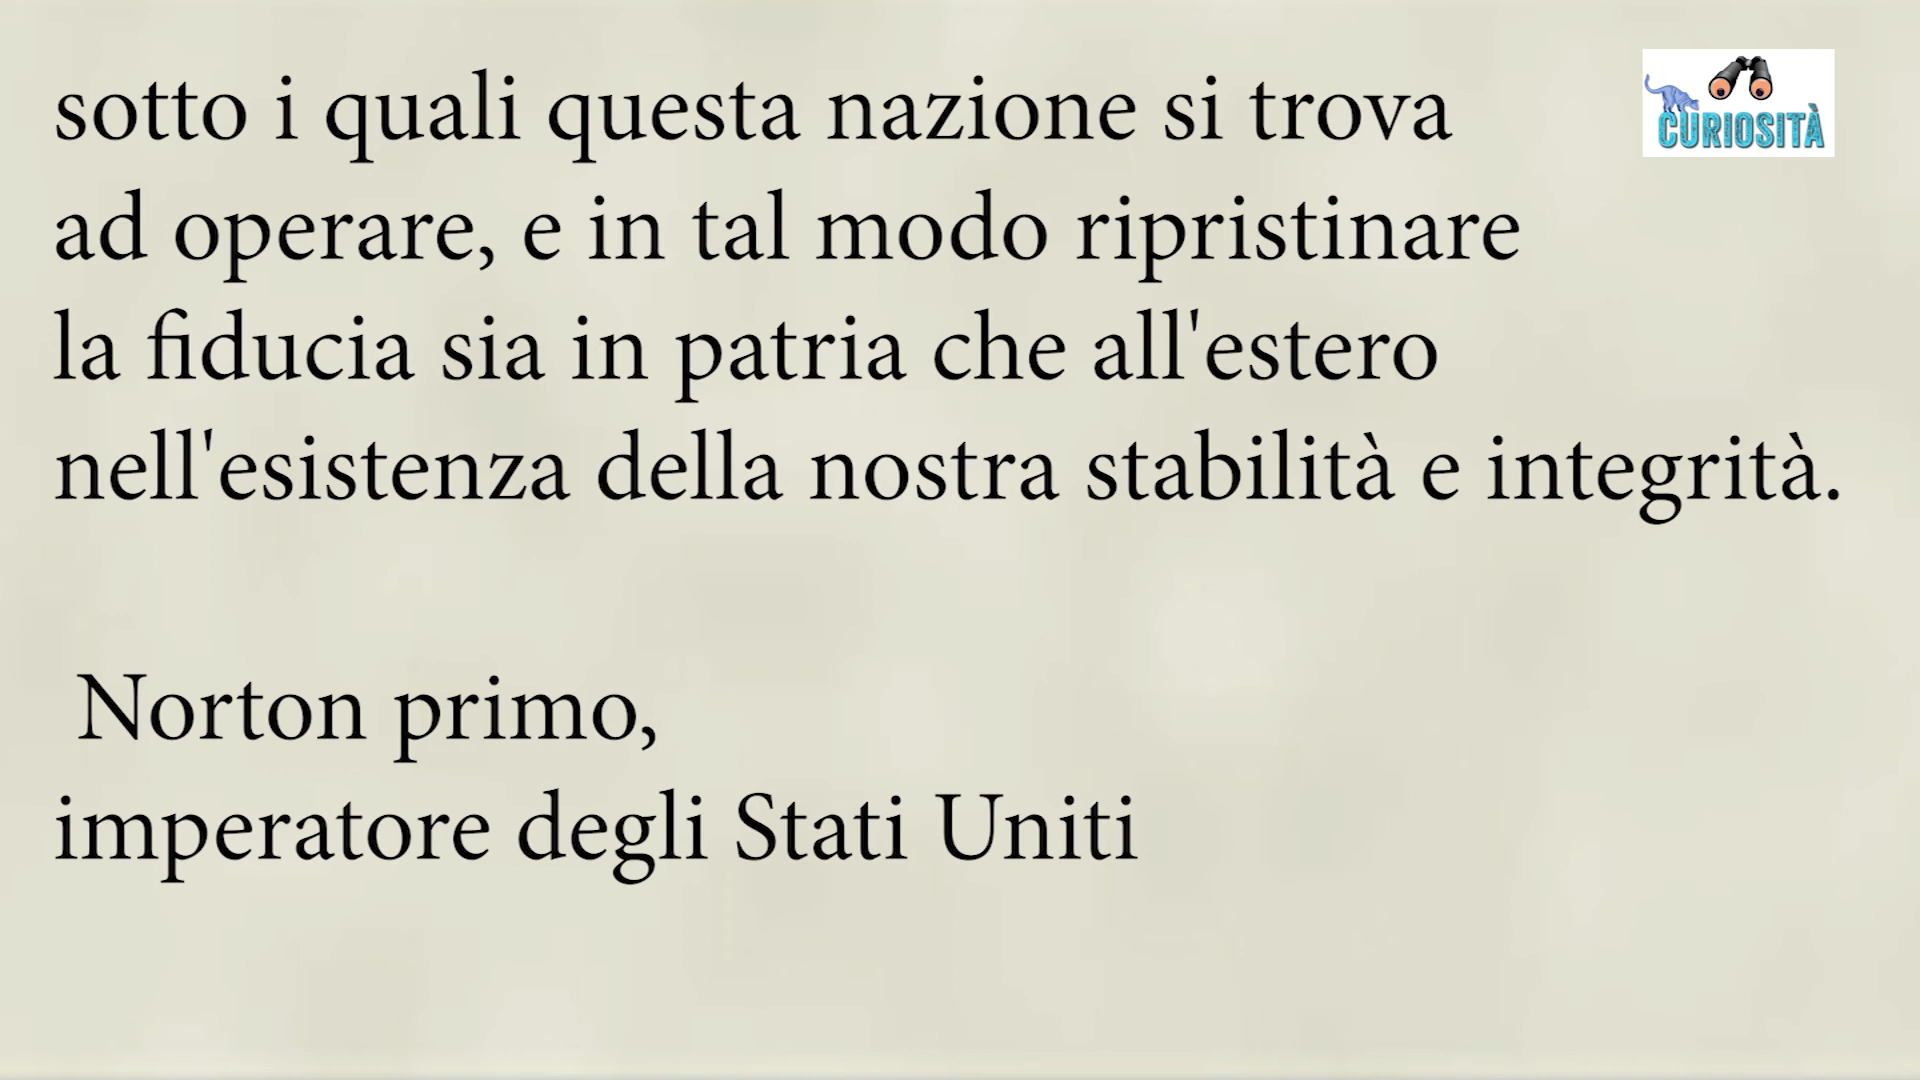 sotto i quali questa nazione si trova
CURIOSITÀ
ad operare, e in tal modo ripristinare
la fiducia sia in patria che all'estero
nell'esistenza della nostra stabilità e integrità.
Norton primo,
imperatore degli Stati Uniti